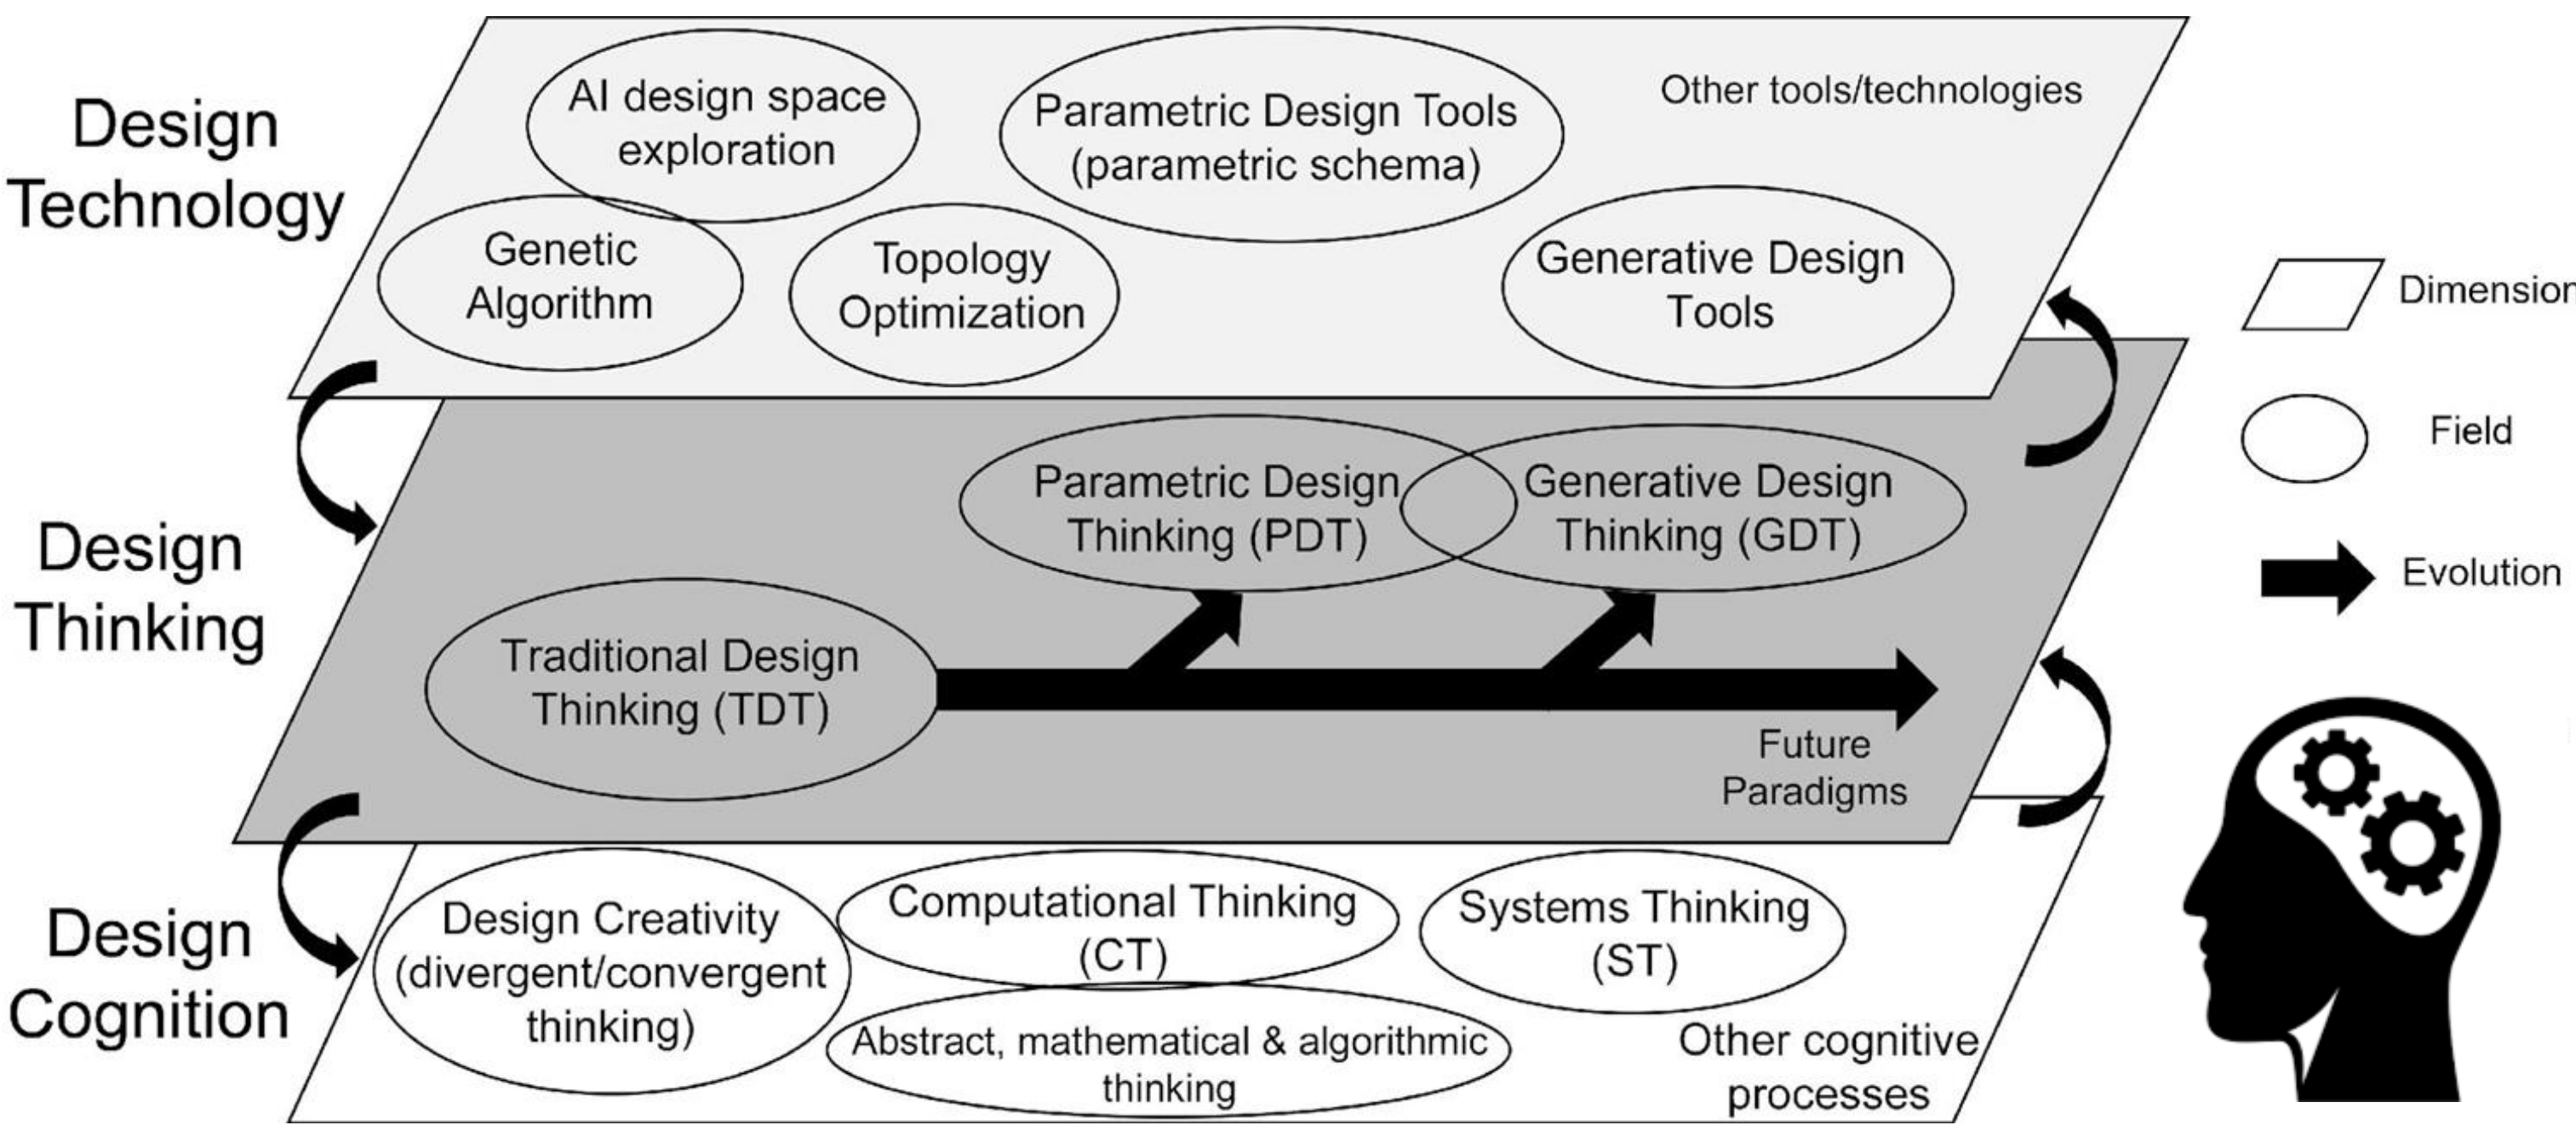 Design
Technology
AI design space
exploration
Parametric Design Tools
(parametric schema)
Other tools/technologies
Genetic
Algorithm
Topology
Optimization
Generative Design
Tools
Design
Thinking
Parametric Design
Thinking (PDT)
Generative Design
Thinking (GDT)
Traditional Design
Thinking (TDT)
Future
Paradigms
Design
Cognition
Design Creativity
(divergent/convergent
thinking)
Computational Thinking
(CT)
Systems Thinking
(ST)
Abstract, mathematical & algorithmic
thinking
Other cognitive
processes
Dimension
Field
Evolution